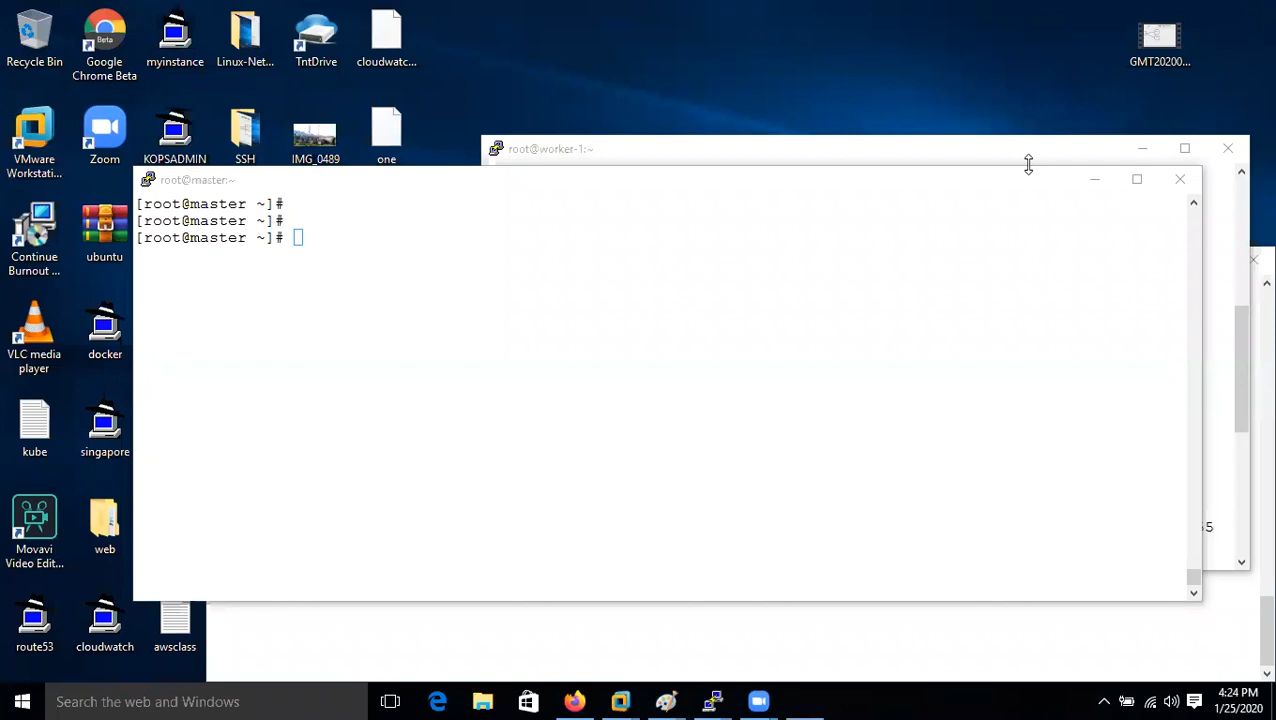 Recycle Bin
Google
Chrome Beta
myinstance
Linux-Net...
TntDrive
cloudwatc...
GMT20200...
VMware
Workstati...
Zoom
KOPSADMIN
SSH
IMG_0489
one
root@worker-1:~
root@master:~
[root@master ~]#
[root@master ~]#
[root@master ~]#
Continue
Burnout ...
ubuntu
VLC media
player
docker
kube
singapore
Movavi
Video Edit...
web
55
route53
cloudwatch
awsclass
Search the web and Windows
4:24 PM
1/25/2020